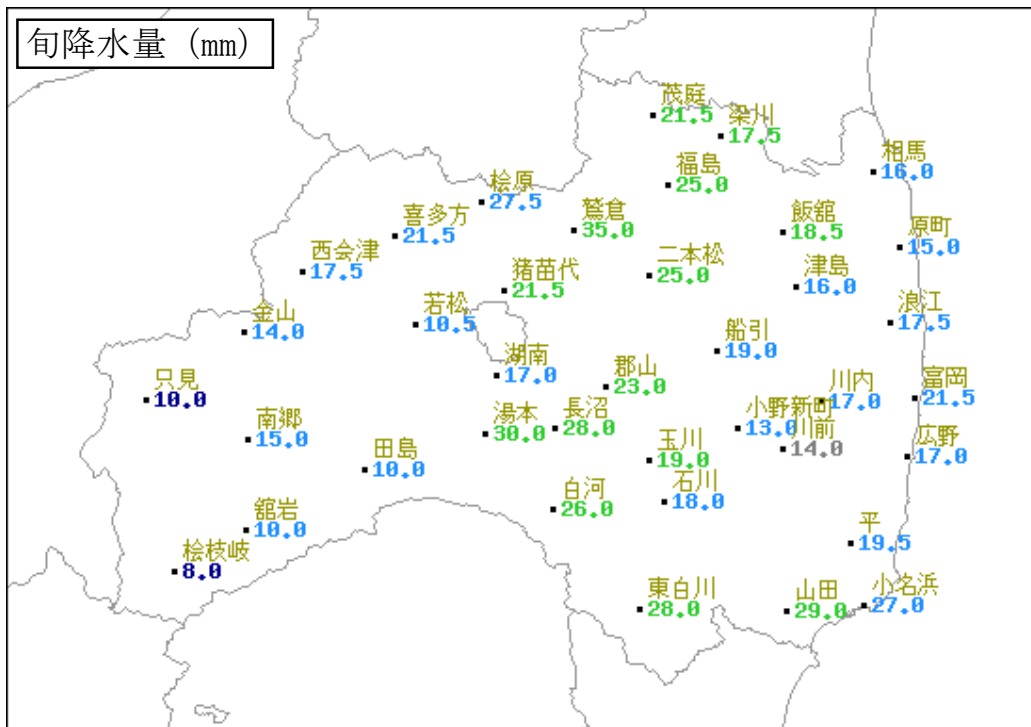 旬降水量 (mm)
茂庭
21.5
梁川
17.5
相馬
16.0
福島
25.0
桧原
27.5
鷲倉
35.0
飯舘
18.5
喜多方
21.5
原町
15.0
西会津
17.5
二本松
25.0
津島
16.0
猪苗代
21.5
金山
14.0
若松
10.5
浪江
17.5
船引
19.0
湖南
17.0
郡山
23.0
只見
10.0
川内
17.0
富岡
21.5
南郷
15.0
湯本
30.0
長沼
28.0
小野新町
13.0
川前
14.0
玉川
19.0
広野
17.0
田島
10.0
石川
18.0
白河
26.0
舘岩
10.0
平
19.5
桧枝岐
8.0
東白川
28.0
山田
29.0
小名浜
27.0